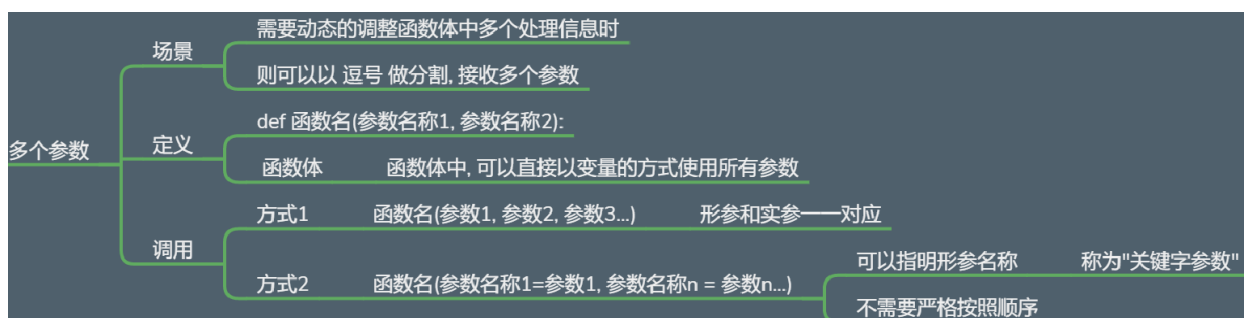 多个参数
场景
需要动态的调整函数体中多个处理信息时
则可以以 逗号 做分割, 接收多个参数
定义
def 函数名(参数名称1, 参数名称2):
函数体 函数体中, 可以直接以变量的方式使用所有参数
调用
方式1 函数名(参数1, 参数2, 参数3...) 形参和实参一一对应
方式2 函数名(参数名称1=参数1, 参数名称n = 参数n...)
可以指明形参名称 称为"关键字参数"
不需要严格按照顺序